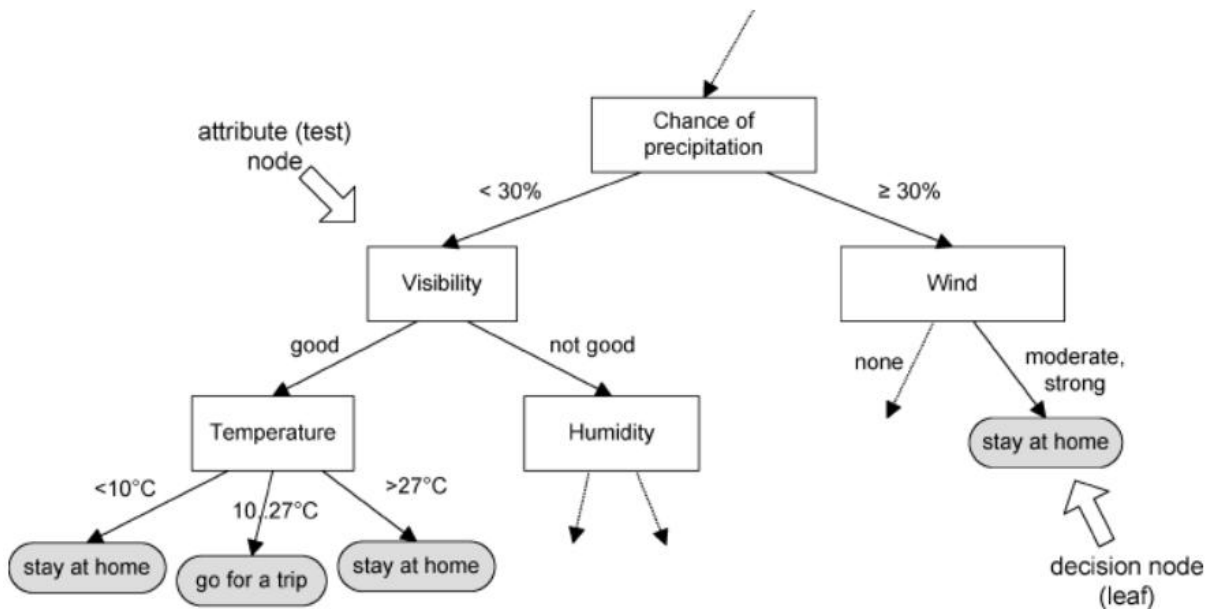 Chance of
precipitation
attribute (test)
node
< 30%
≥ 30%
Visibility
Wind
good
not good
none
moderate,
strong
Temperature
Humidity
stay at home
<10°C
10..27°C
>27°C
stay at home
go for a trip
stay at home
decision node
(leaf)